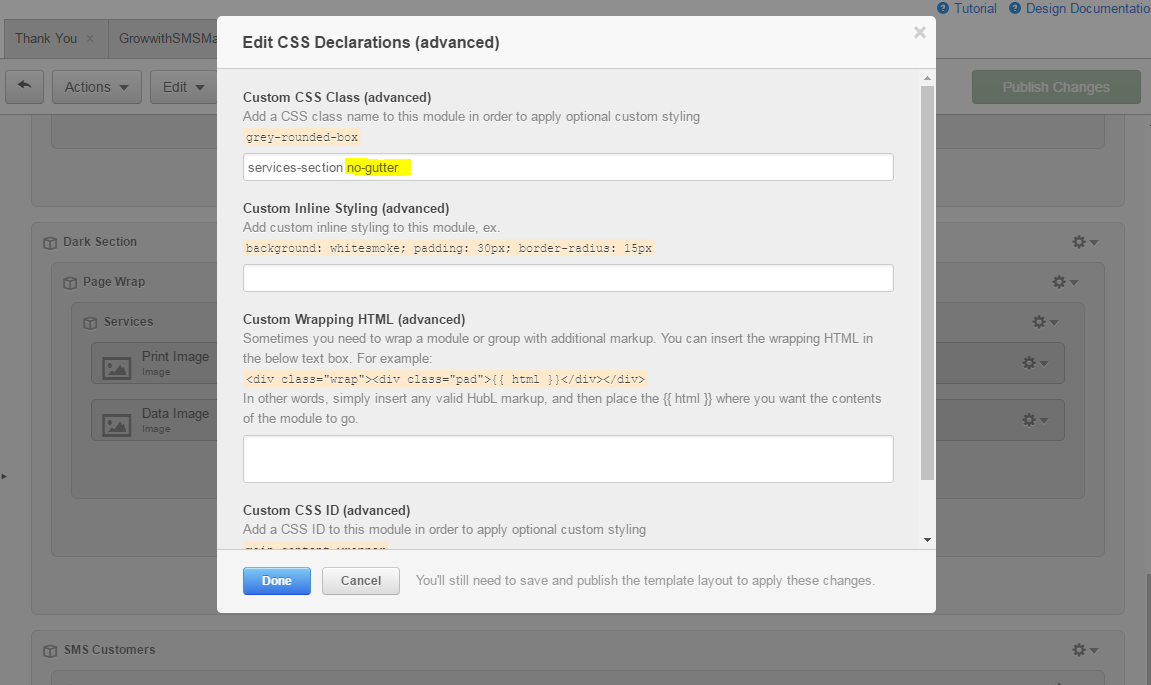 Tutorial Design Documentatio
Thank You × GrowwithSMSMa
Edit CSS Declarations (advanced) ×
Actions Edit Publish Changes
Custom CSS Class (advanced)
Add a CSS class name to this module in order to apply optional custom styling
grey-rounded-box
services-section no-gutter
Custom Inline Styling (advanced)
Add custom inline styling to this module, ex.
background: whitesmoke; padding: 30px; border-radius: 15px
Custom Wrapping HTML (advanced)
Sometimes you need to wrap a module or group with additional markup. You can insert the wrapping HTML in
the below text box. For example:
<div class="wrap"><div class="pad">{{ html }}</div></div>
In other words, simply insert any valid HubL markup, and then place the {{ html }} where you want the contents
of the module to go.
Custom CSS ID (advanced)
Add a CSS ID to this module in order to apply optional custom styling
Done Cancel You'll still need to save and publish the template layout to apply these changes.
Dark Section
Page Wrap
Services
Print Image
Image
Data Image
Image
SMS Customers